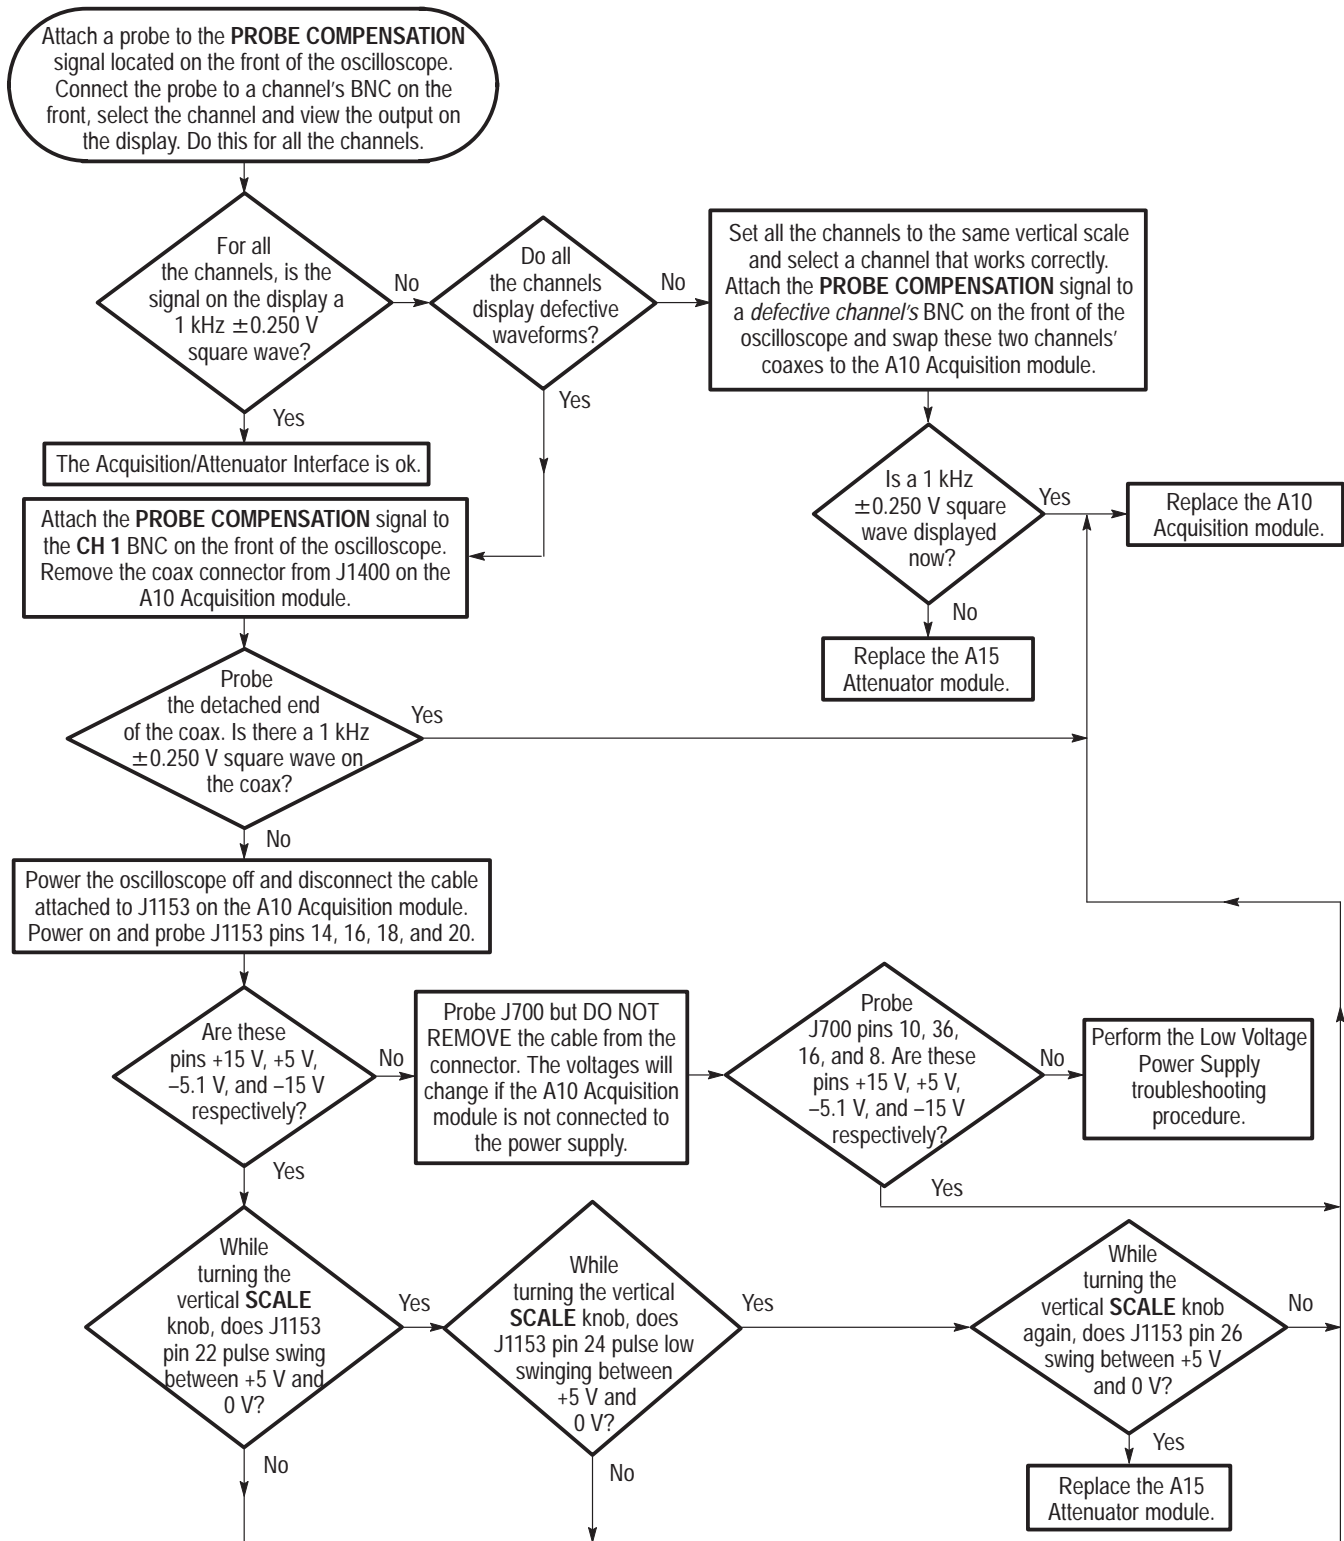 Attach a probe to the PROBE COMPENSATION
signal located on the front of the oscilloscope.
Connect the probe to a channel's BNC on the
front, select the channel and view the output on
the display. Do this for all the channels.
For all
the channels, is the
signal on the display a
1 kHz ±0.250 V
square wave?
No
Yes
Do all
the channels
display defective
waveforms?
No
Yes
Set all the channels to the same vertical scale
and select a channel that works correctly.
Attach the PROBE COMPENSATION signal to
a defective channel's BNC on the front of the
oscilloscope and swap these two channels'
coaxes to the A10 Acquisition module.
The Acquisition/Attenuator Interface is ok.
Is a 1 kHz
±0.250 V square
wave displayed
now?
Yes
No
Replace the A10
Acquisition module.
Replace the A15
Attenuator module.
Attach the PROBE COMPENSATION signal to
the CH 1 BNC on the front of the oscilloscope.
Remove the coax connector from J1400 on the
A10 Acquisition module.
Probe
the detached end
of the coax. Is there a 1 kHz
±0.250 V square wave on
the coax?
Yes
No
Power the oscilloscope off and disconnect the cable
attached to J1153 on the A10 Acquisition module.
Power on and probe J1153 pins 14, 16, 18, and 20.
Are these
pins +15 V, +5 V,
–5.1 V, and –15 V
respectively?
No
Yes
Probe J700 but DO NOT
REMOVE the cable from the
connector. The voltages will
change if the A10 Acquisition
module is not connected to
the power supply.
Probe
J700 pins 10, 36,
16, and 8. Are these
pins +15 V, +5 V,
–5.1 V, and –15 V
respectively?
No
Yes
Perform the Low Voltage
Power Supply
troubleshooting
procedure.
While
turning the
vertical SCALE
knob, does J1153
pin 22 pulse swing
between +5 V and
0 V?
Yes
No
While
turning the vertical
SCALE knob, does
J1153 pin 24 pulse low
swinging between
+5 V and
0 V?
Yes
No
While
turning the
vertical SCALE knob
again, does J1153 pin 26
swing between +5 V
and 0 V?
No
Yes
Replace the A15
Attenuator module.